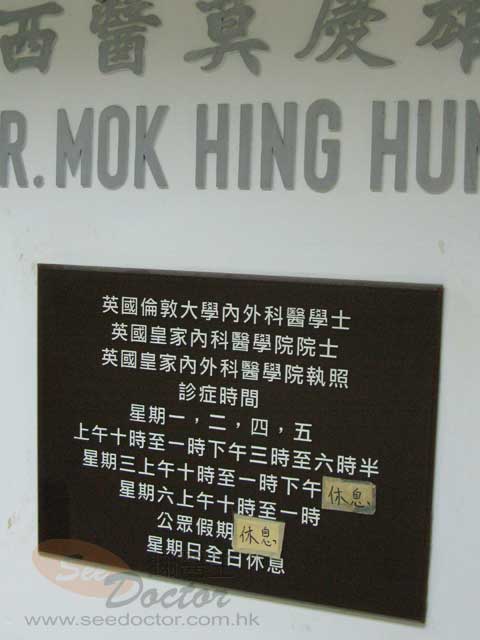 西醫莫慶雄
R. MOK HING HUN
英國倫敦大學內外科醫學士
英國皇家內科醫學院院士
英國皇家內外科醫學院執照
診症時間
星期一，二，四，五
上午十時至一時下午三時至六時半
星期三上午十時至一時下午休息
星期六上午十時至一時
公眾假期休息
星期日全日休息
See Doctor
www.seedoctor.com.hk